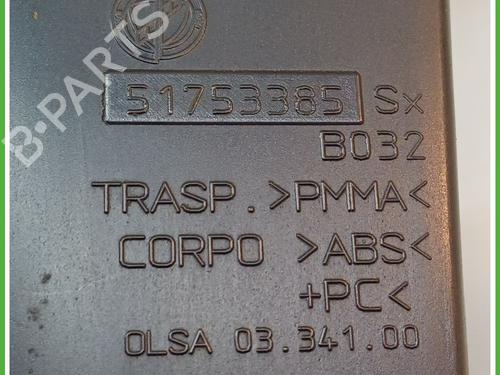 B-PARTS
51753385 Sx
B032
TRASP. >PMMA<
CORPO >ABS<
+PC<
OLSA 03.341.00